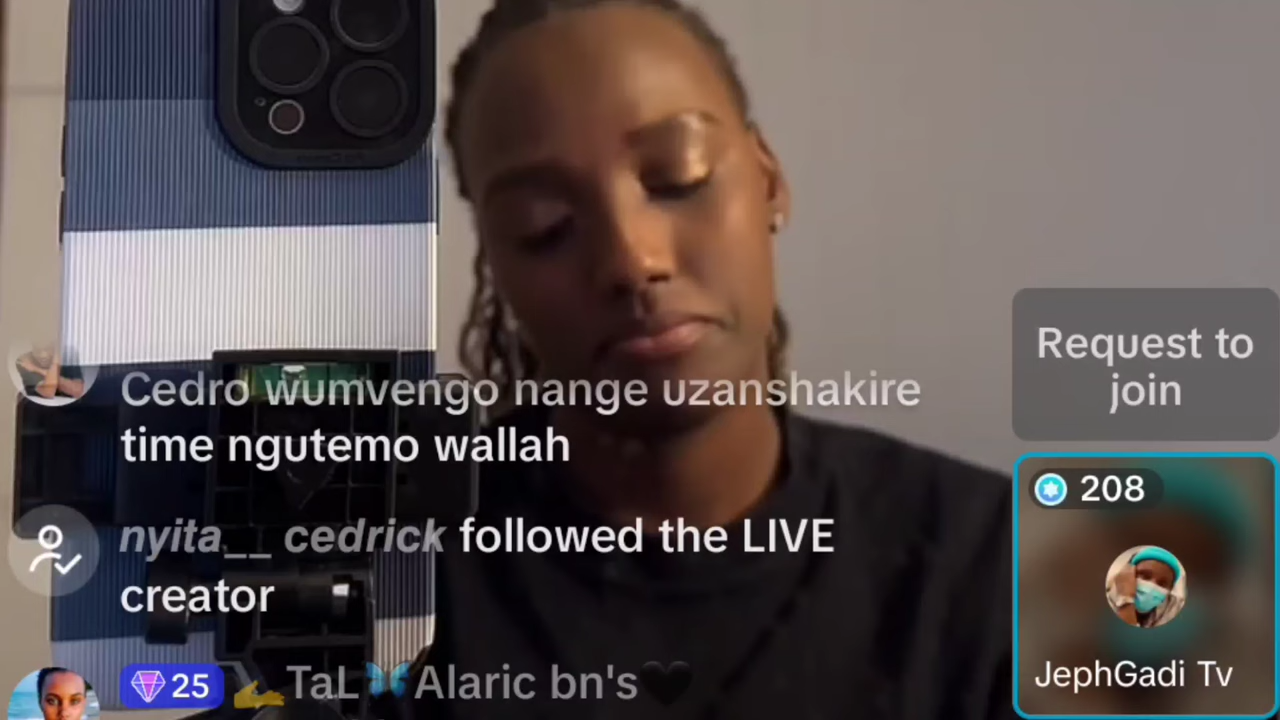 Cedro wumvengo nange uzanshakire
time ngutemo wallah
nyita__ cedrick followed the LIVE
creator
25 🫴TaL🦋Alaric bn's🖤
Request to
join
208
JephGadi Tv